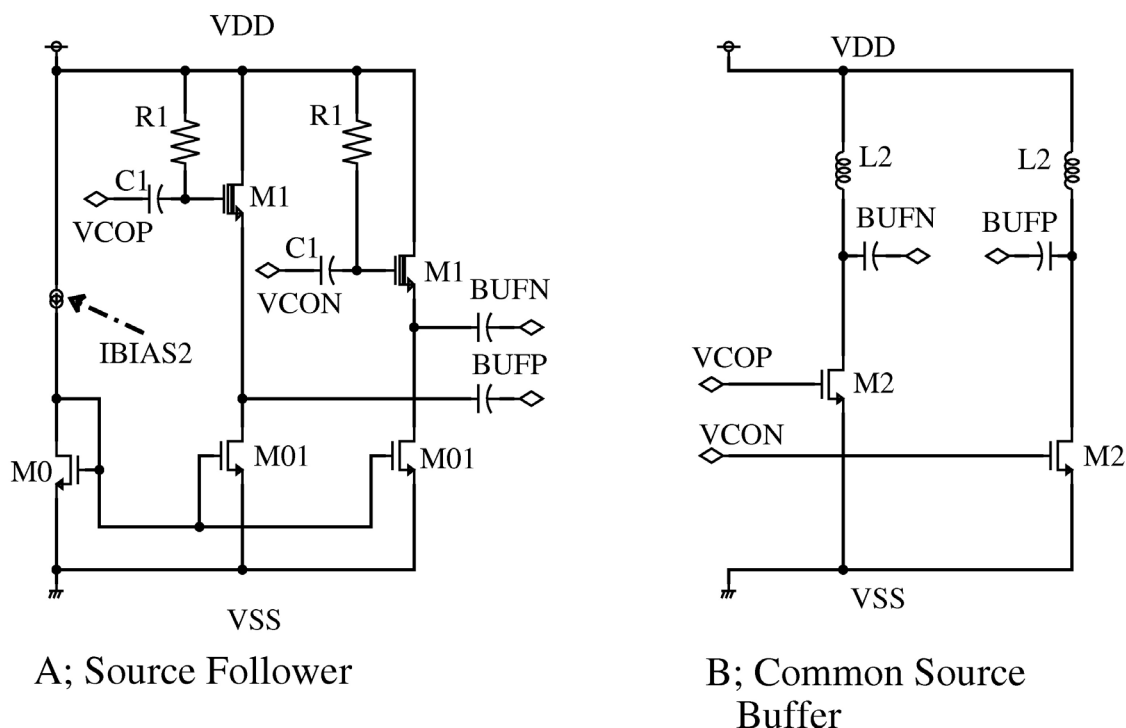 VDD
R1
R1
C1
M1
VCOP
C1
M1
VCON
BUFN
IBIAS2
BUFP
M0
M01
M01
VSS
A; Source Follower
VDD
L2
L2
BUFN
BUFP
VCOP
M2
VCON
M2
VSS
B; Common Source
Buffer